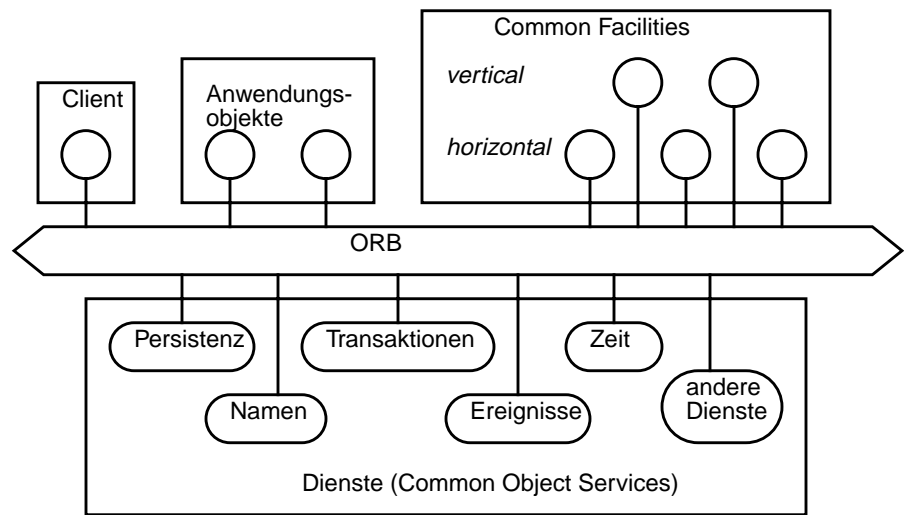 Common Facilities
Client
Anwendungs-
objekte
vertical
horizontal
ORB
Persistenz
Transaktionen
Zeit
Namen
Ereignisse
andere
Dienste
Dienste (Common Object Services)